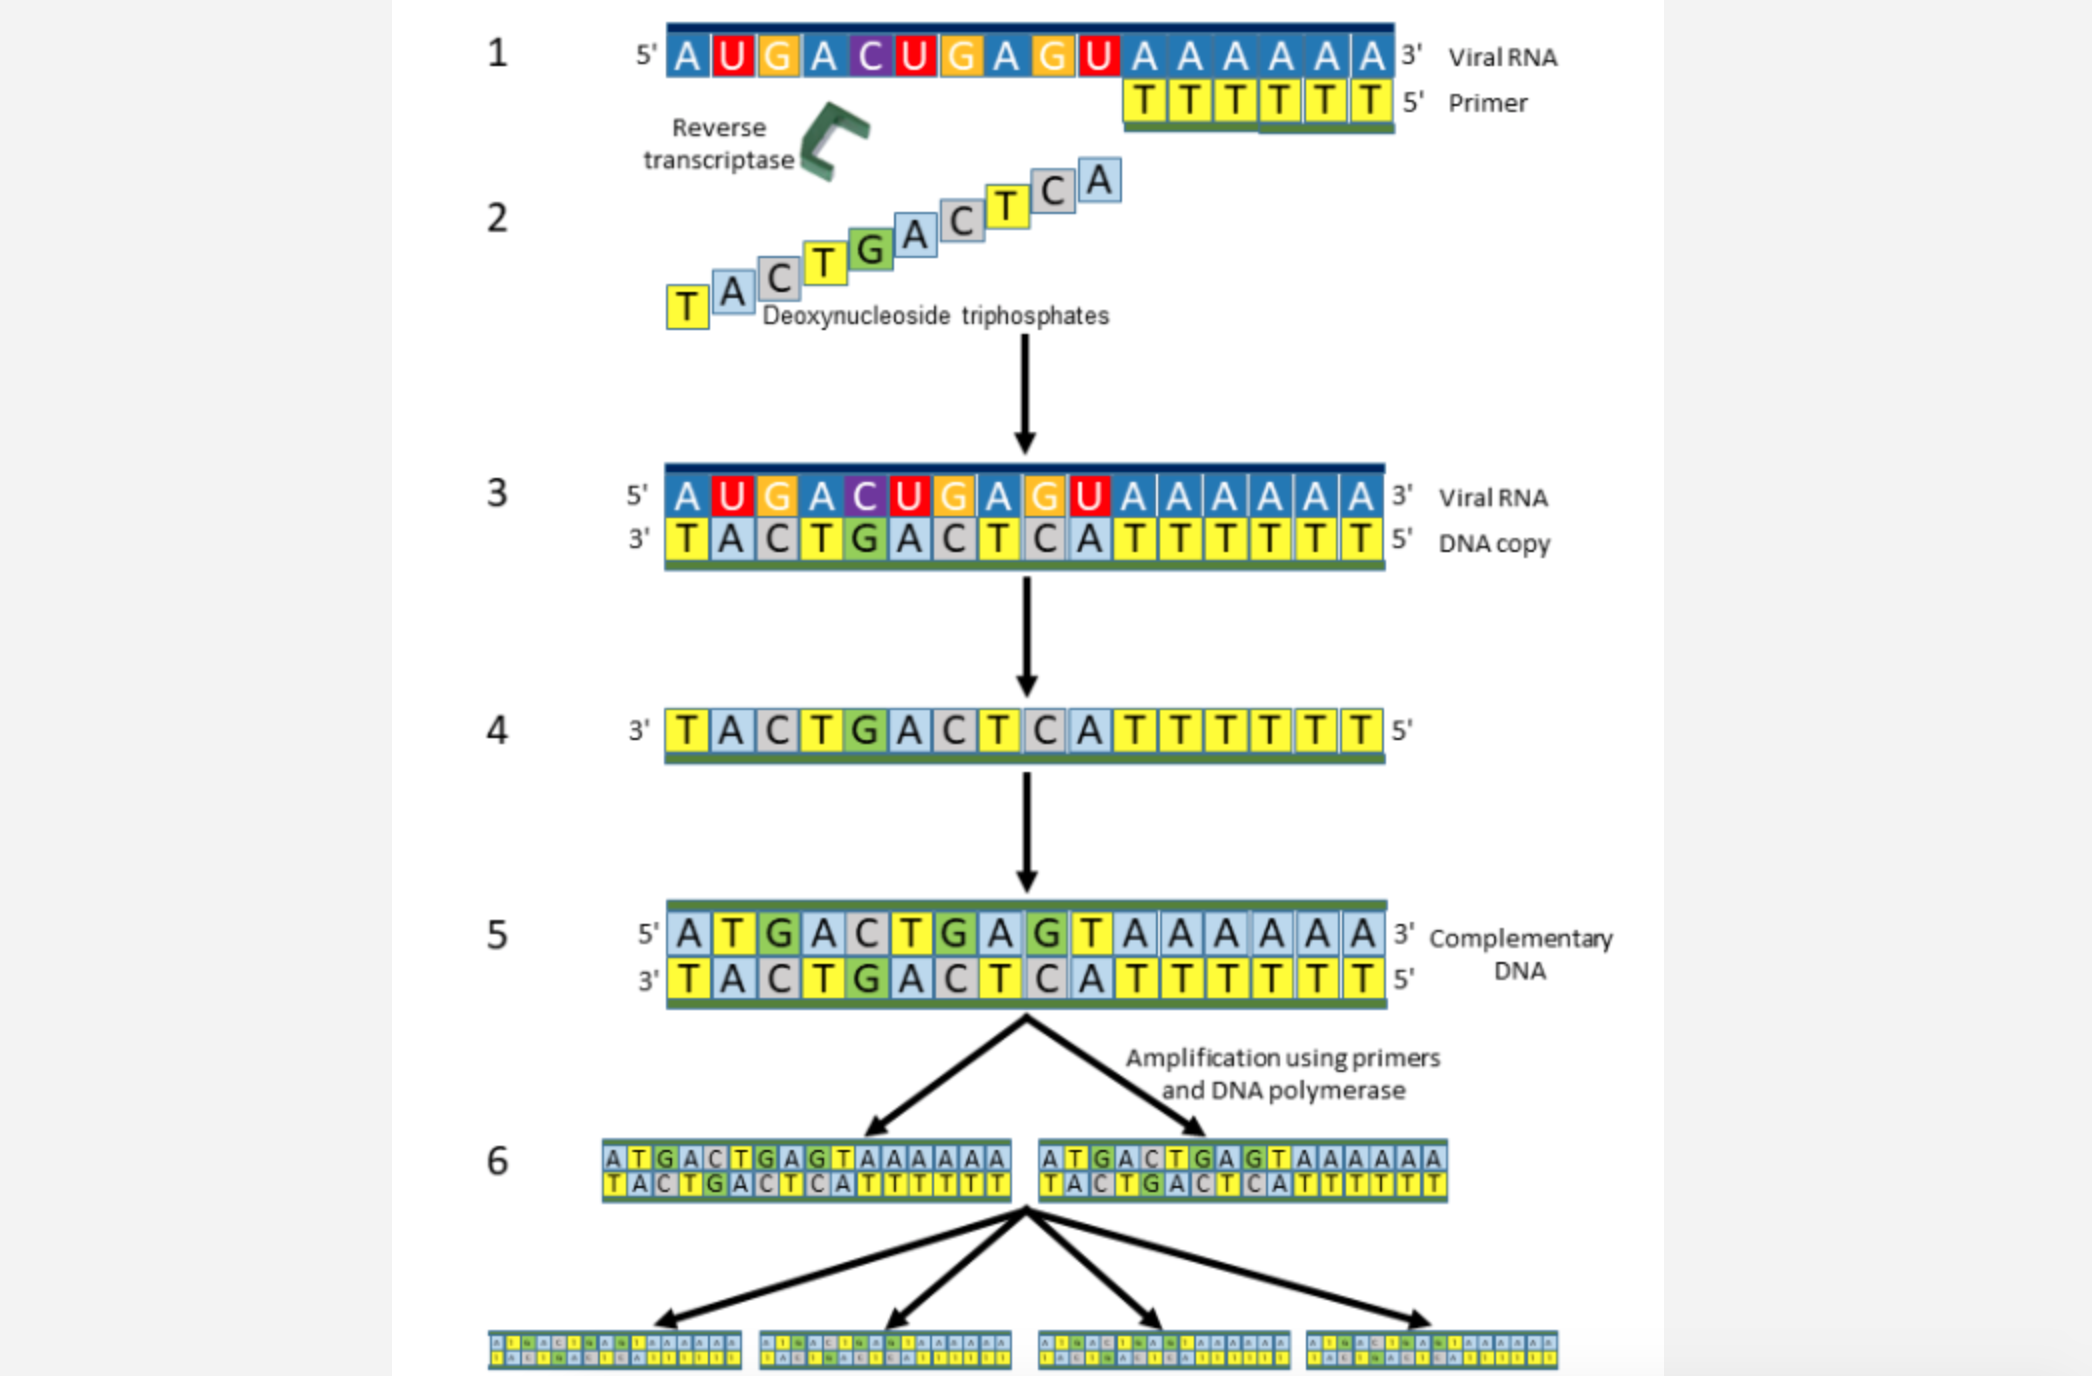 1 5' A U G A C U G A G U A A A A A A 3' Viral RNA
T T T T T T 5' Primer
Reverse
transcriptase
2
T A C T G A C T C A
Deoxynucleoside triphosphates
3 5' A U G A C U G A G U A A A A A A 3' Viral RNA
3' T A C T G A C T C A T T T T T T 5' DNA copy
4 3' T A C T G A C T C A T T T T T T 5'
5 5' A T G A C T G A G T A A A A A A 3' Complementary
3' T A C T G A C T C A T T T T T T 5' DNA
Amplification using primers
and DNA polymerase
6 A T G A C T G A G T A A A A A A A T G A C T G A G T A A A A A A
T A C T G A C T C A T T T T T T T A C T G A C T C A T T T T T T
A T G A C T G A G T A A A A A A A T G A C T G A G T A A A A A A A T G A C T G A G T A A A A A A A T G A C T G A G T A A A A A A
T A C T G A C T C A T T T T T T T A C T G A C T C A T T T T T T T A C T G A C T C A T T T T T T T A C T G A C T C A T T T T T T